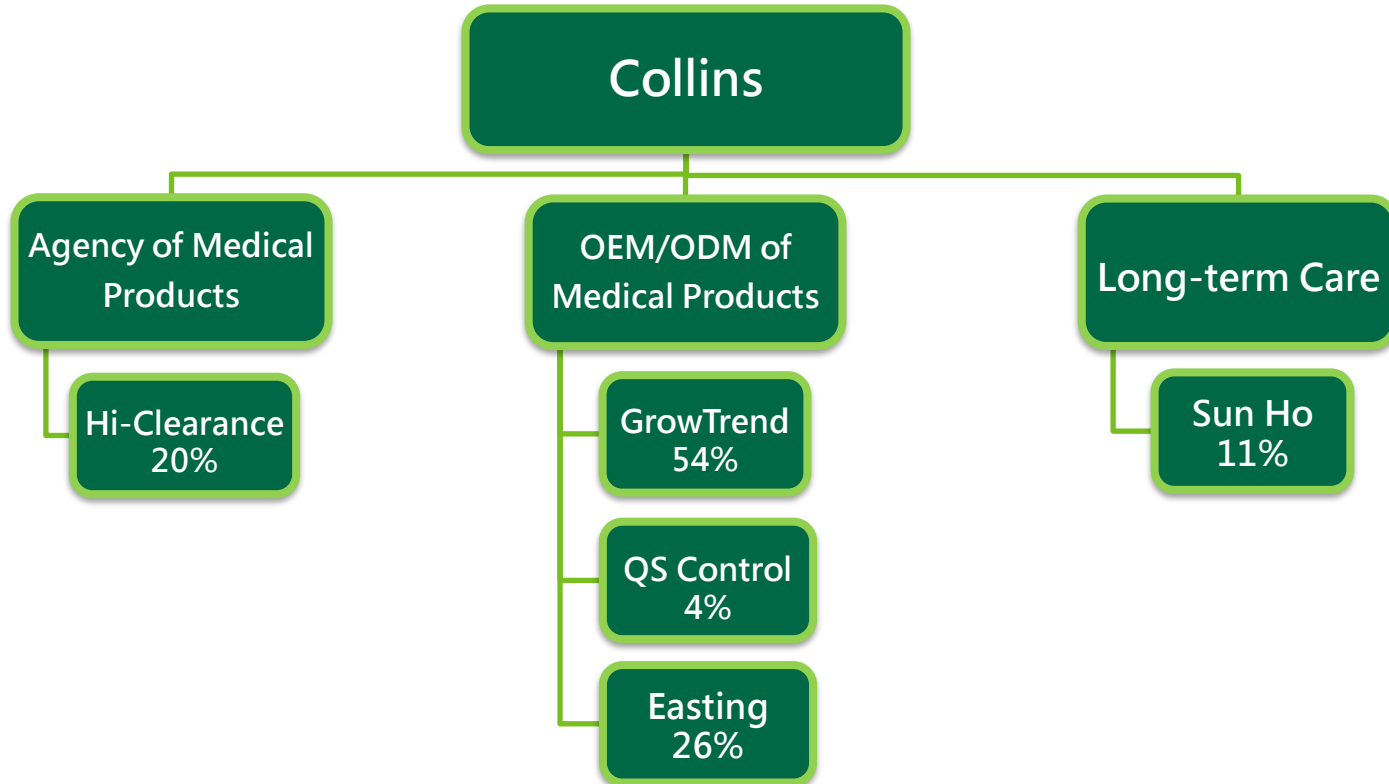 Collins
Agency of Medical
Products
Hi-Clearance
20%
OEM/ODM of
Medical Products
GrowTrend
54%
QS Control
4%
Easting
26%
Long-term Care
Sun Ho
11%